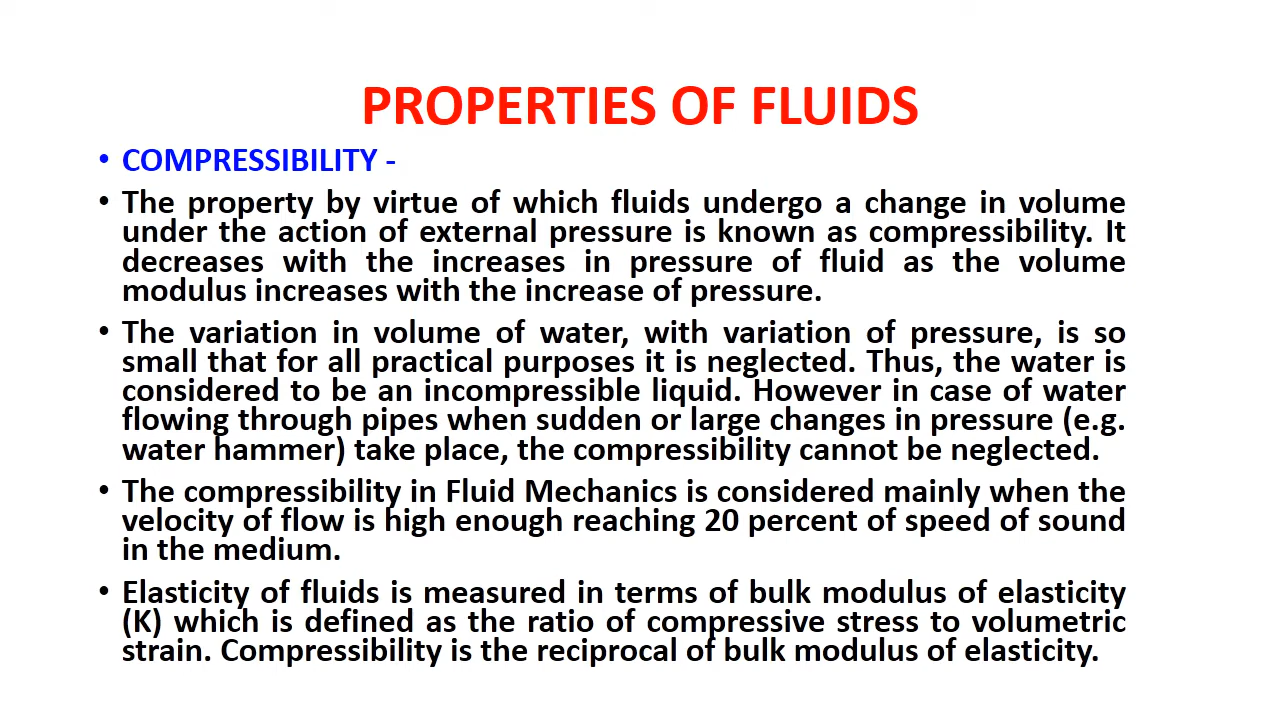 PROPERTIES OF FLUIDS
• COMPRESSIBILITY -
• The property by virtue of which fluids undergo a change in volume
under the action of external pressure is known as compressibility. It
decreases with the increases in pressure of fluid as the volume
modulus increases with the increase of pressure.
• The variation in volume of water, with variation of pressure, is so
small that for all practical purposes it is neglected. Thus, the water is
considered to be an incompressible liquid. However in case of water
flowing through pipes when sudden or large changes in pressure (e.g.
water hammer) take place, the compressibility cannot be neglected.
• The compressibility in Fluid Mechanics is considered mainly when the
velocity of flow is high enough reaching 20 percent of speed of sound
in the medium.
• Elasticity of fluids is measured in terms of bulk modulus of elasticity
(K) which is defined as the ratio of compressive stress to volumetric
strain. Compressibility is the reciprocal of bulk modulus of elasticity.